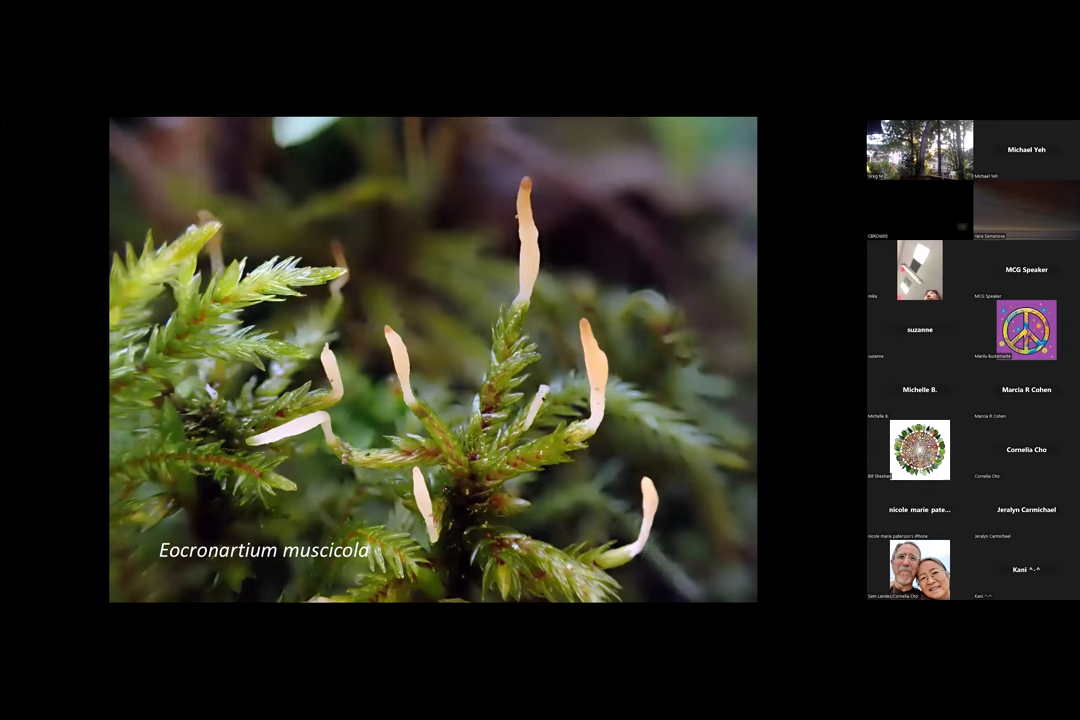 Eocronartium muscicola
Greg M
Michael Yeh
Michael Yeh
CBROWES
Vera Semenova
mika
MCG Speaker
MCG Speaker
suzanne
suzanne
Marilu Bustamante
Michelle B.
Michelle B.
Marcia R Cohen
Marcia R Cohen
Bill Sheehan
Cornelia Cho
Cornelia Cho
nicole marie pate...
nicole marie paterson's iPhone
Jeralyn Carmichael
Jeralyn Carmichael
Sam Landes/Cornelia Cho
Kani ^-^
Kani ^-^